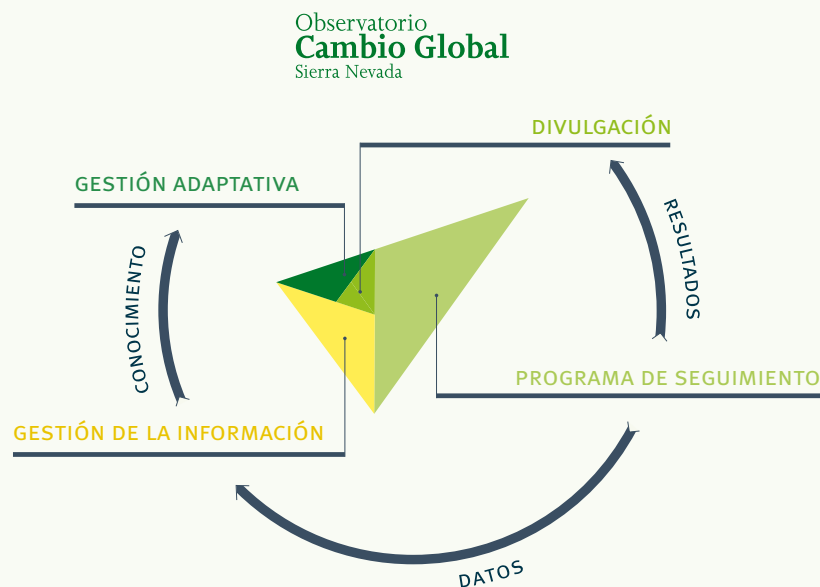 Observatorio
Cambio Global
Sierra Nevada
DIVULGACIÓN
GESTIÓN ADAPTATIVA
RESULTADOS
CONOCIMIENTO
PROGRAMA DE SEGUIMIENTO
GESTIÓN DE LA INFORMACIÓN
DATOS